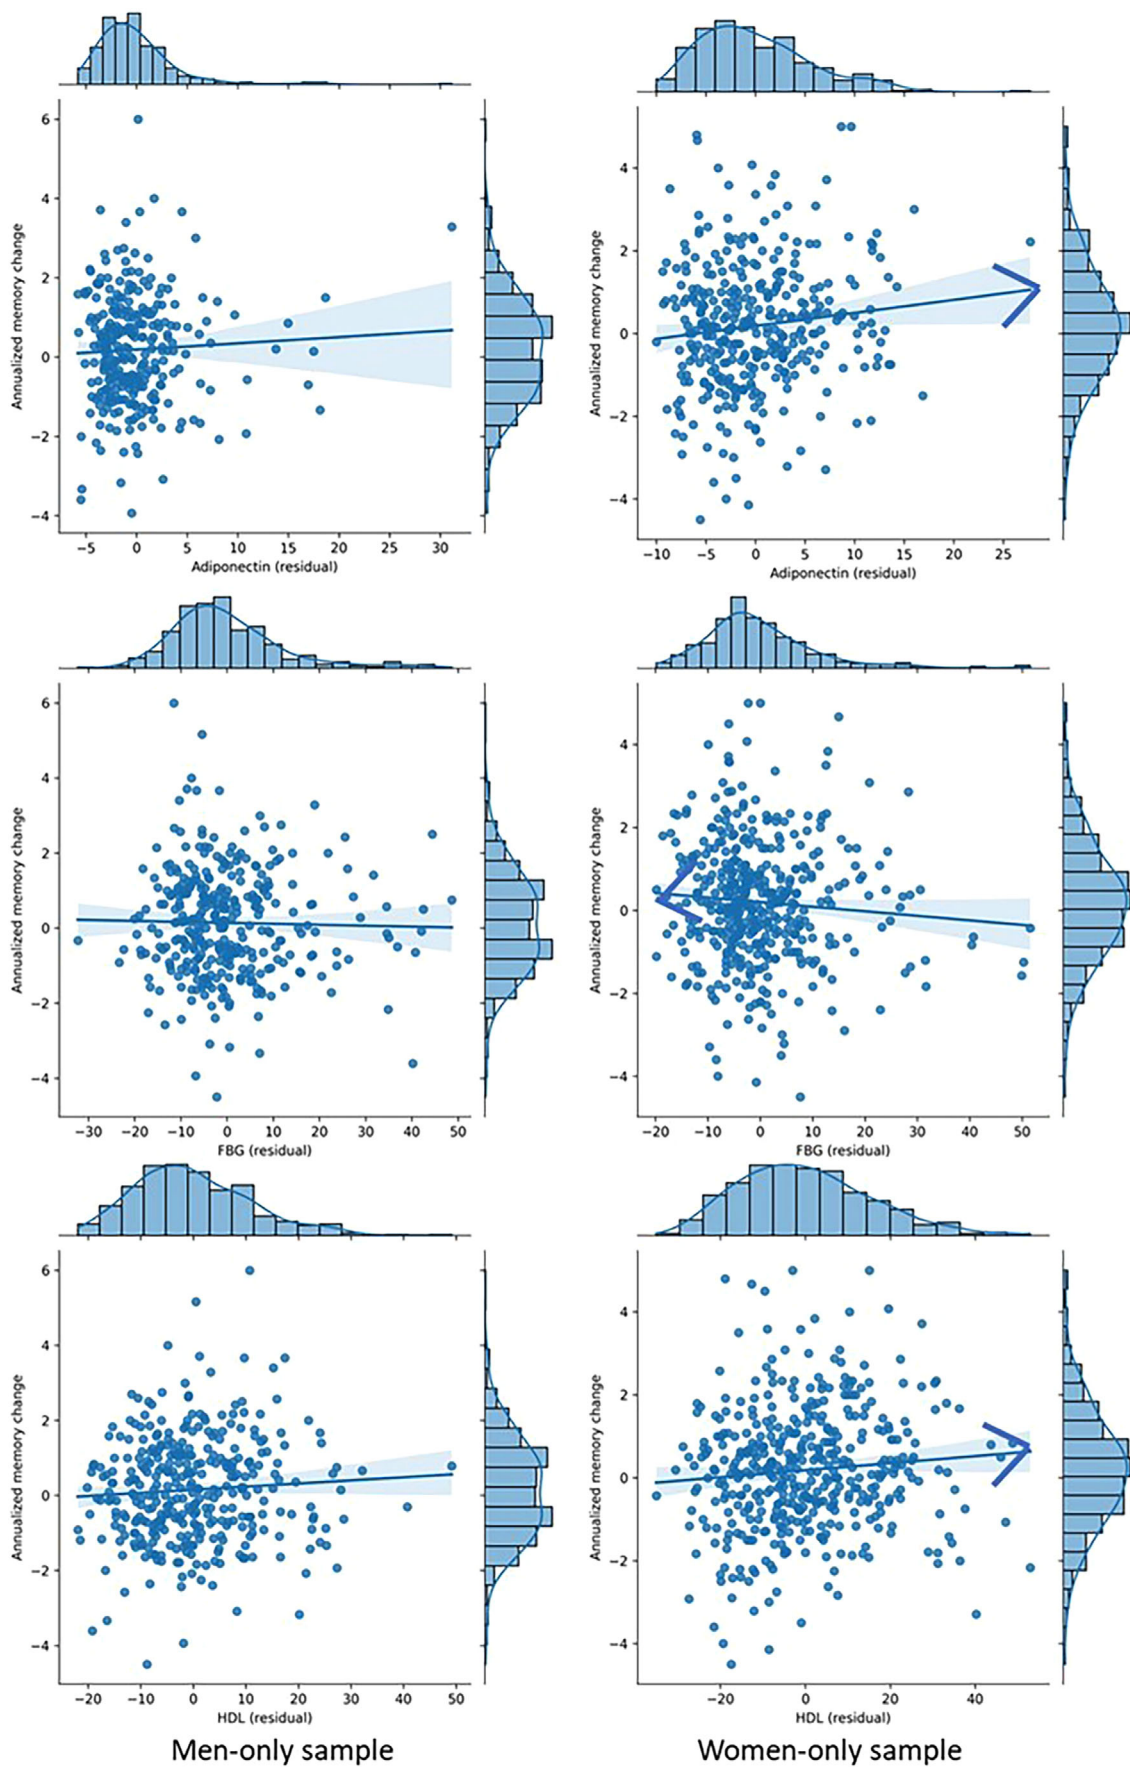 6
4
2
0
−2
−4
Annualized memory change
−5 0 5 10 15 20 25 30
Adiponectin (residual)
4
2
0
−2
−4
Annualized memory change
−10 −5 0 5 10 15 20 25
Adiponectin (residual)
6
4
2
0
−2
−4
Annualized memory change
−30 −20 −10 0 10 20 30 40 50
FBG (residual)
4
2
0
−2
−4
Annualized memory change
−20 −10 0 10 20 30 40 50
FBG (residual)
6
4
2
0
−2
−4
Annualized memory change
−20 −10 0 10 20 30 40 50
HDL (residual)
4
2
0
−2
−4
Annualized memory change
−20 0 20 40
HDL (residual)
Men-only sample
Women-only sample